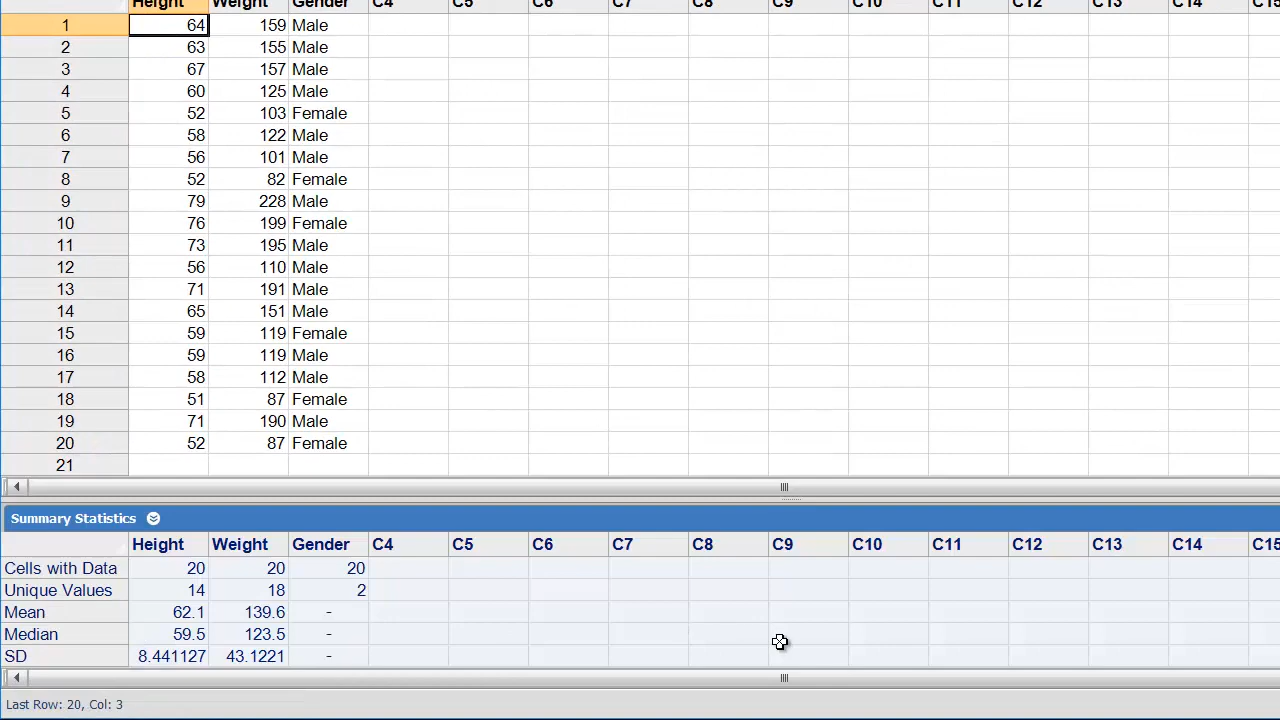 Height Weight Gender C4 C5 C6 C7 C8 C9 C10 C11 C12 C13 C14 C15
1 64 159 Male
2 63 155 Male
3 67 157 Male
4 60 125 Male
5 52 103 Female
6 58 122 Male
7 56 101 Male
8 52 82 Female
9 79 228 Male
10 76 199 Female
11 73 195 Male
12 56 110 Male
13 71 191 Male
14 65 151 Male
15 59 119 Female
16 59 119 Male
17 58 112 Male
18 51 87 Female
19 71 190 Male
20 52 87 Female
21
Summary Statistics
Height Weight Gender C4 C5 C6 C7 C8 C9 C10 C11 C12 C13 C14 C15
Cells with Data 20 20 20
Unique Values 14 18 2
Mean 62.1 139.6 -
Median 59.5 123.5 -
SD 8.441127 43.1221 -
Last Row: 20, Col: 3